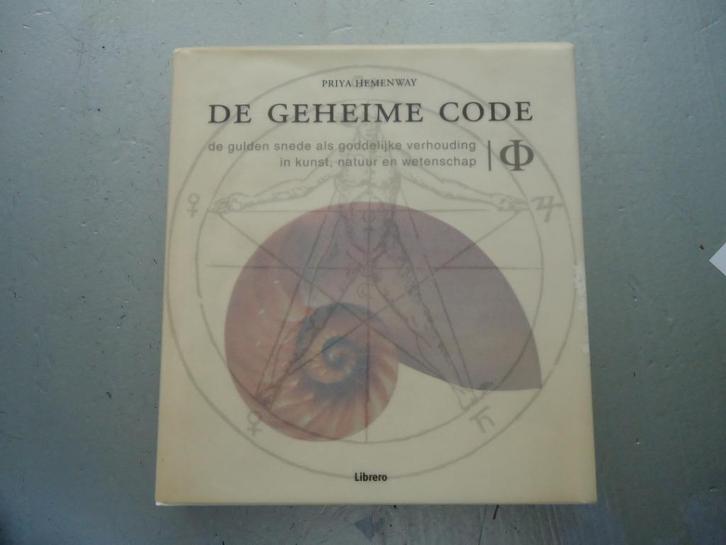 PRIYA HEMENWAY
DE GEHEIME CODE
de gulden snede als goddelijke verhouding
in kunst, natuur en wetenschap | Φ
♀ ♃
♀ ♄
Librero